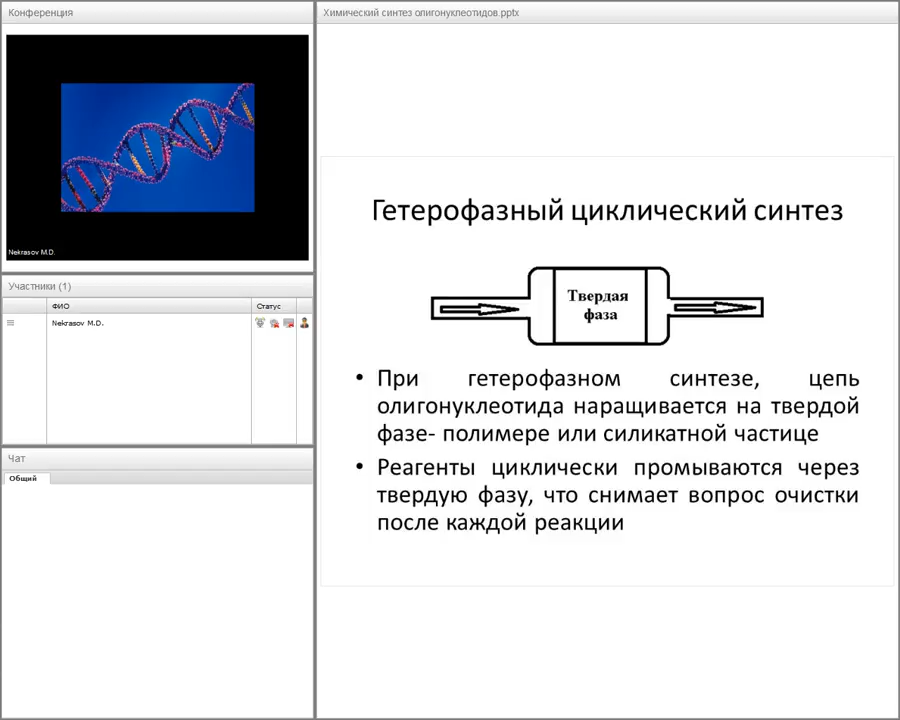 Конференция
Nekrasov M.D.
Участники (1)
ФИО
Статус
Nekrasov M.D.
Чат
Общий
Химический синтез олигонуклеотидов.pptx
Гетерофазный циклический синтез
Твердая
фаза
• При гетерофазном синтезе, цепь
олигонуклеотида наращивается на твердой
фазе- полимере или силикатной частице
• Реагенты циклически промываются через
твердую фазу, что снимает вопрос очистки
после каждой реакции